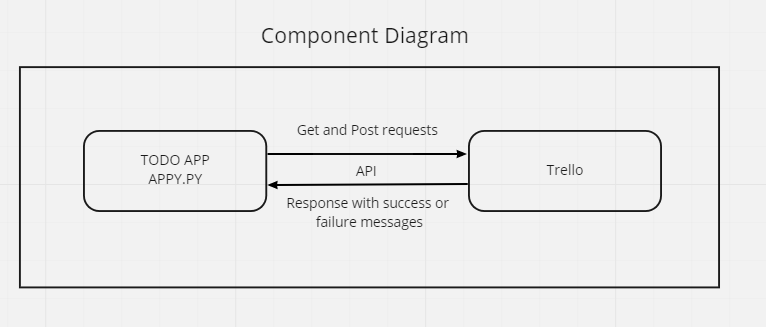 Component Diagram
Get and Post requests
TODO APP
APPY.PY
API
Trello
Response with success or
failure messages